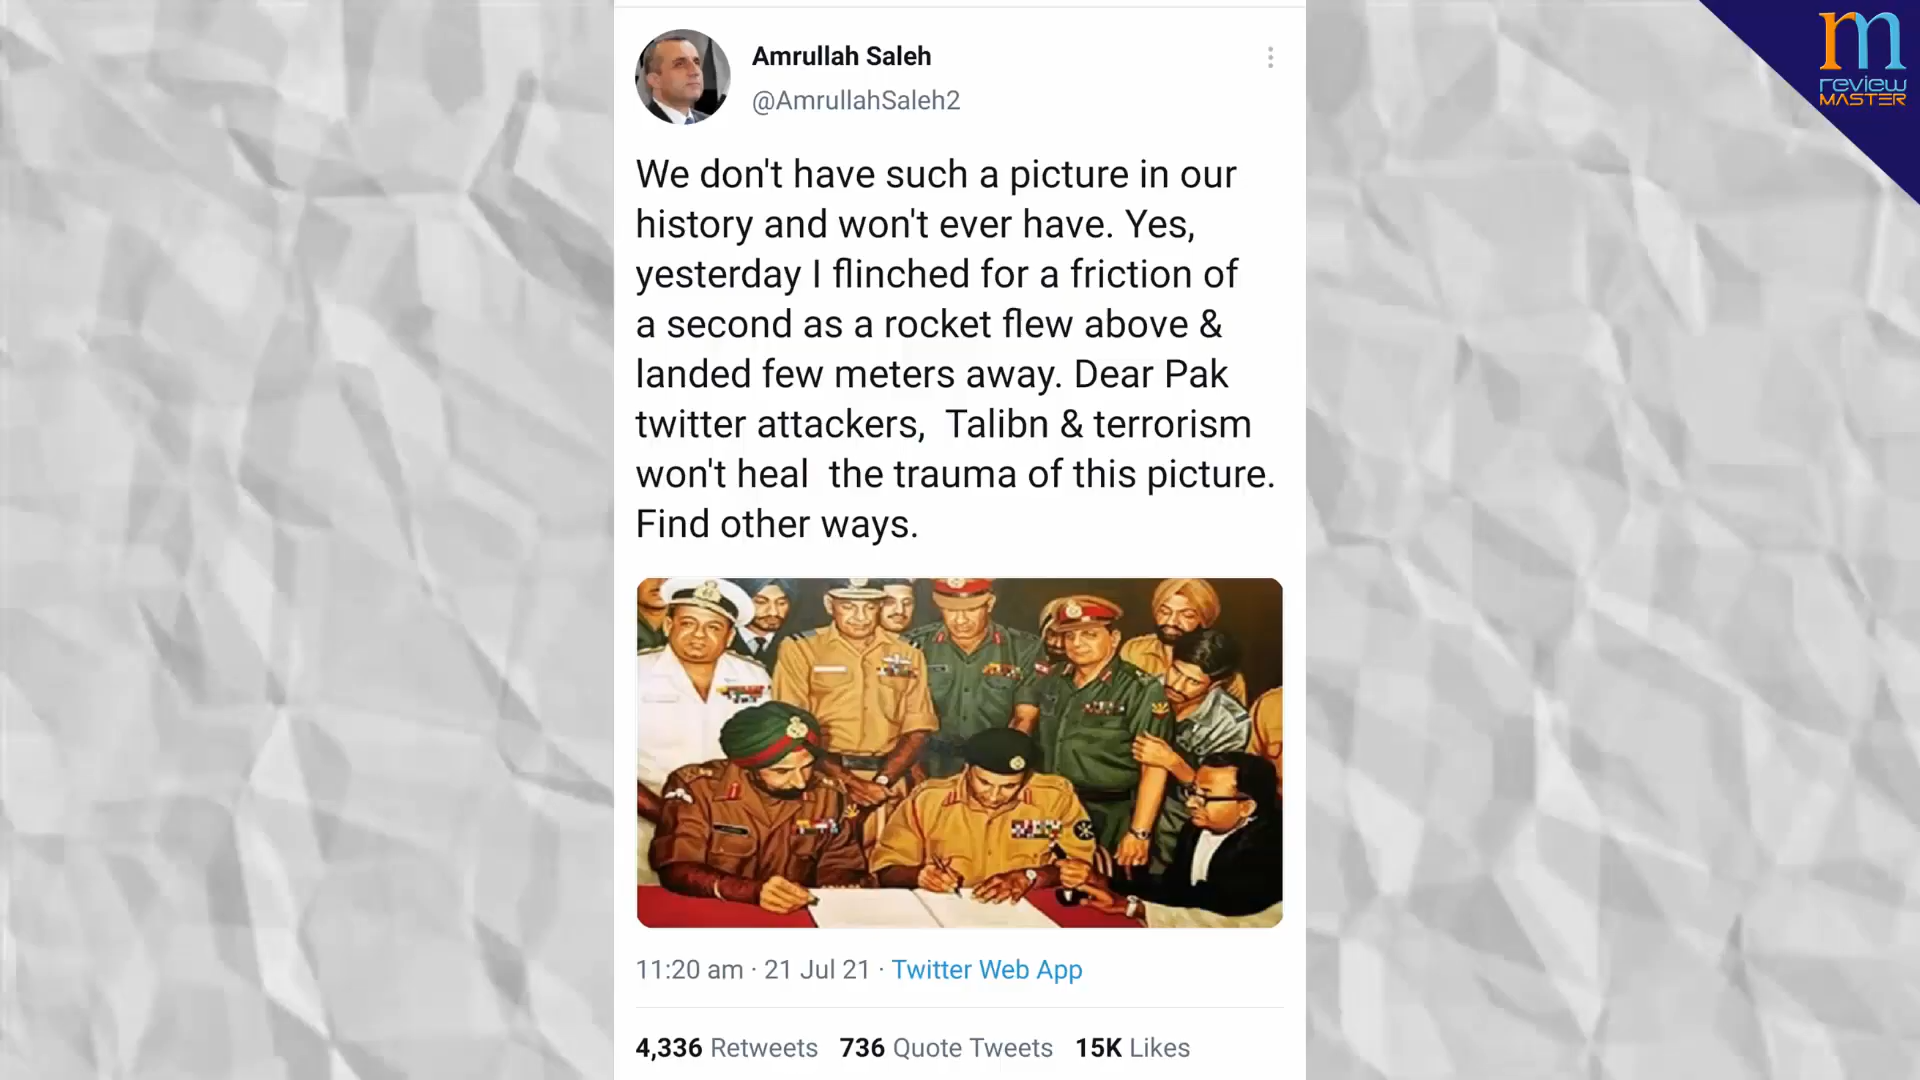 Amrullah Saleh
@AmrullahSaleh2
We don't have such a picture in our
history and won't ever have. Yes,
yesterday I flinched for a friction of
a second as a rocket flew above &
landed few meters away. Dear Pak
twitter attackers,  Talibn & terrorism
won't heal  the trauma of this picture.
Find other ways.
11:20 am · 21 Jul 21 · Twitter Web App
4,336 Retweets 736 Quote Tweets 15K Likes
m
review
MASTER